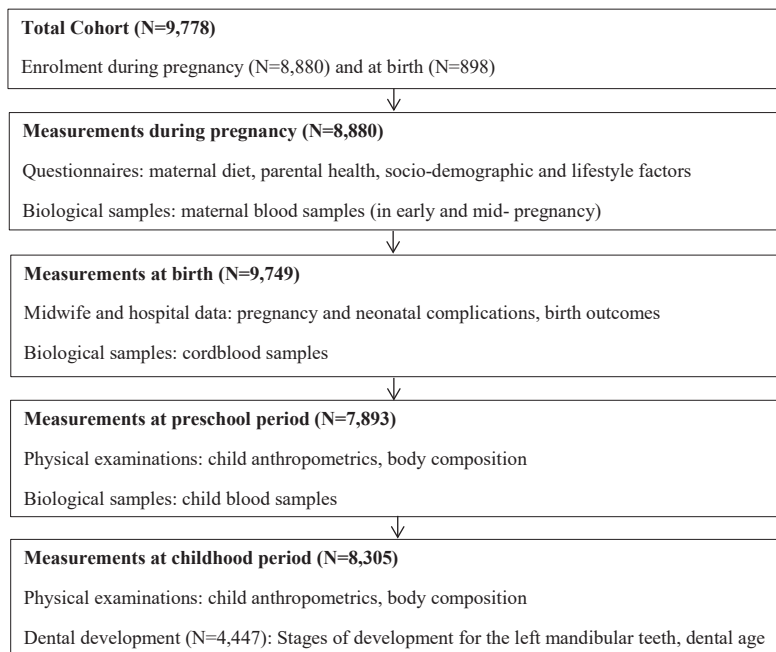 Total Cohort (N=9,778)
Enrolment during pregnancy (N=8,880) and at birth (N=898)
Measurements during pregnancy (N=8,880)
Questionnaires: maternal diet, parental health, socio-demographic and lifestyle factors
Biological samples: maternal blood samples (in early and mid- pregnancy)
Measurements at birth (N=9,749)
Midwife and hospital data: pregnancy and neonatal complications, birth outcomes
Biological samples: cordblood samples
Measurements at preschool period (N=7,893)
Physical examinations: child anthropometrics, body composition
Biological samples: child blood samples
Measurements at childhood period (N=8,305)
Physical examinations: child anthropometrics, body composition
Dental development (N=4,447): Stages of development for the left mandibular teeth, dental age